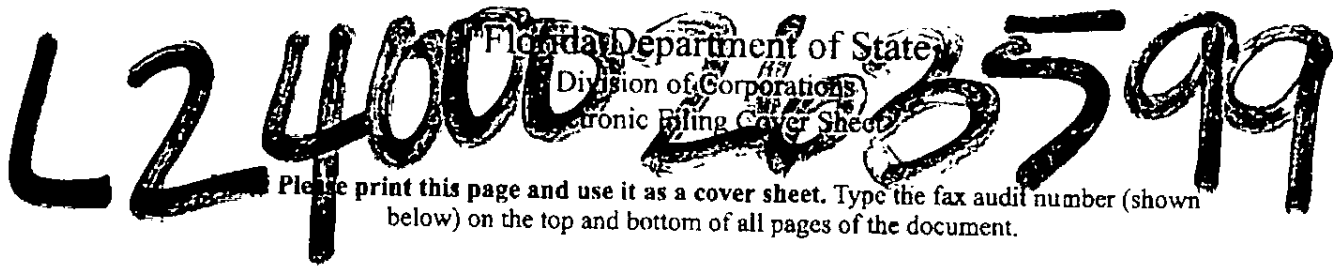 L24000263599
Florida Department of State
Division of Corporations
Electronic Filing Cover Sheet
Please print this page and use it as a cover sheet. Type the fax audit number (shown
below) on the top and bottom of all pages of the document.